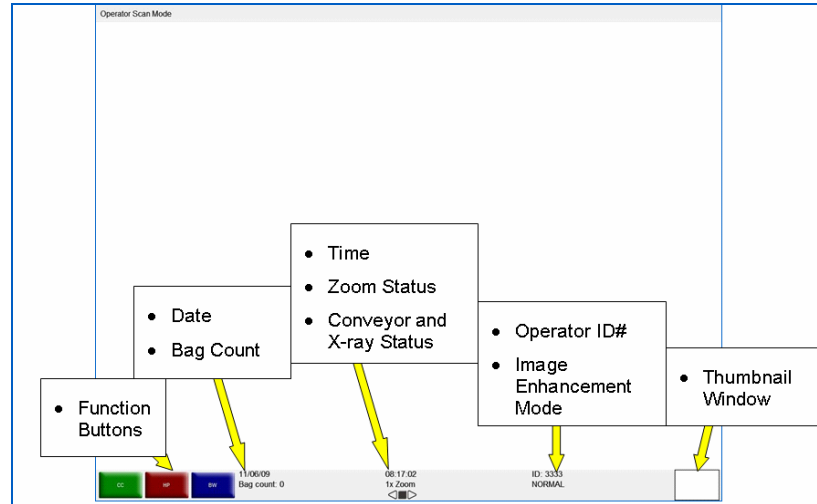 Operator Scan Mode
• Time
• Zoom Status
• Conveyor and
X-ray Status
• Date
• Bag Count
• Operator ID#
• Image
Enhancement
Mode
• Thumbnail
Window
• Function
Buttons
CC
NP
BW
11/06/09
Bag count: 0
08:17:02
1x Zoom
ID: 3333
NORMAL